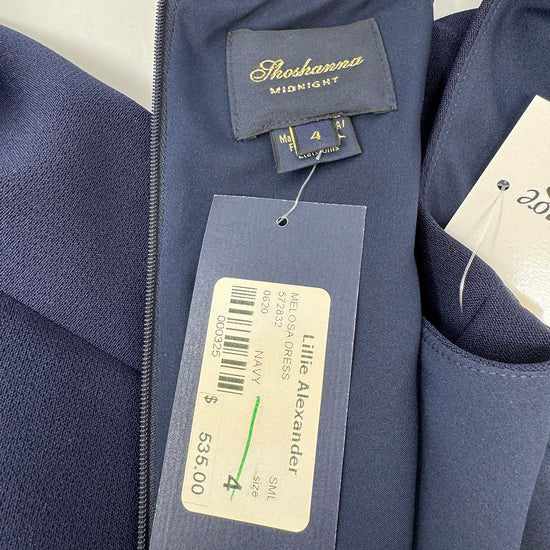 Shoshanna
MIDNIGHT
4
Lillie Alexander
MELOSA DRESS
572832
0620
NAVY
000325
SML
size
4
$ 535.00